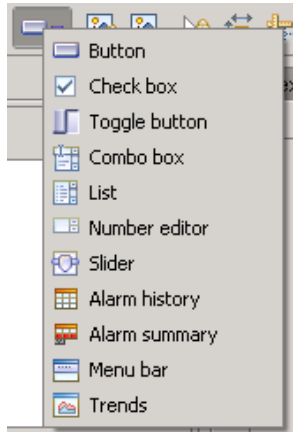 Button
Check box
Toggle button
Combo box
List
Number editor
Slider
Alarm history
Alarm summary
Menu bar
Trends